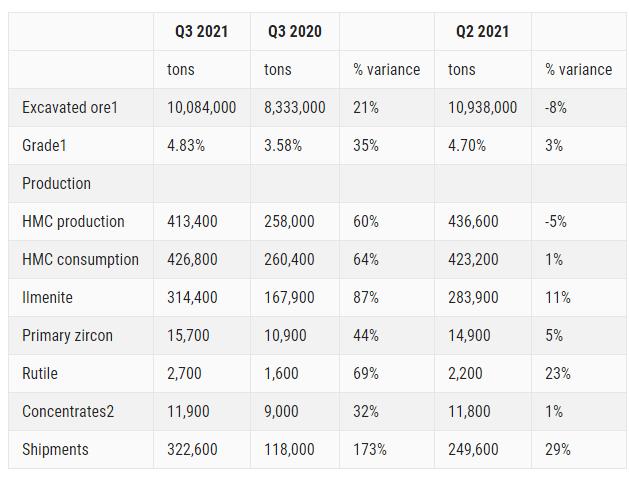 Q3 2021 Q3 2020 Q2 2021
tons tons % variance tons % variance
Excavated ore1 10,084,000 8,333,000 21% 10,938,000 -8%
Grade1 4.83% 3.58% 35% 4.70% 3%
Production
HMC production 413,400 258,000 60% 436,600 -5%
HMC consumption 426,800 260,400 64% 423,200 1%
Ilmenite 314,400 167,900 87% 283,900 11%
Primary zircon 15,700 10,900 44% 14,900 5%
Rutile 2,700 1,600 69% 2,200 23%
Concentrates2 11,900 9,000 32% 11,800 1%
Shipments 322,600 118,000 173% 249,600 29%